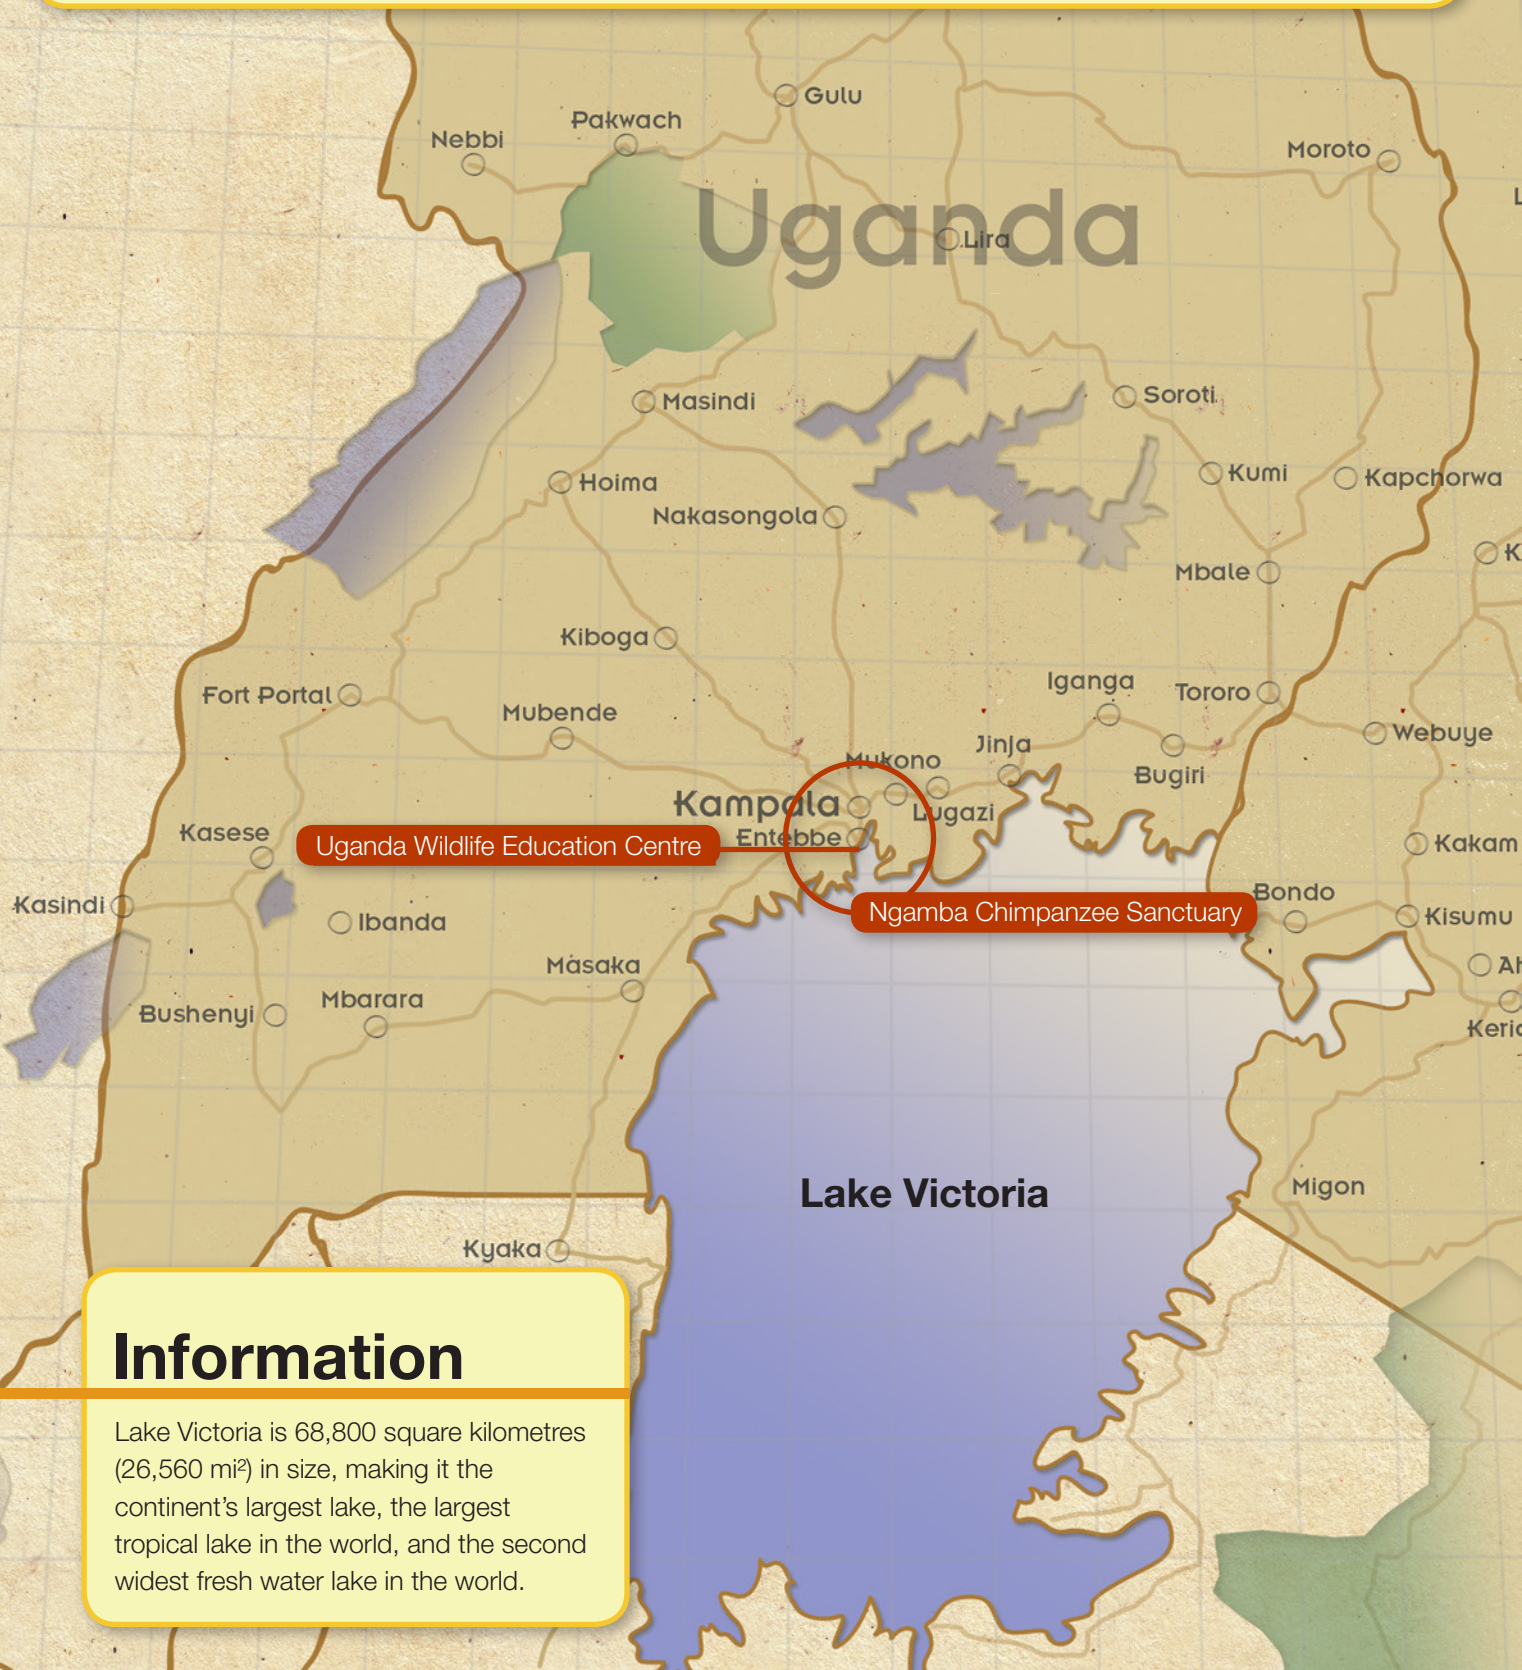 Gulu
Pakwach
Nebbi
Moroto
Uganda
Lira
Masindi
Soroti
Hoima
Kumi
Kapchorwa
Nakasongola
Mbale
Kiboga
Iganga
Fort Portal
Tororo
Mubende
Webuye
Jinja
Mukono
Bugiri
Kampala
Lugazi
Kasese
Entebbe
Uganda Wildlife Education Centre
Kakam
Bondo
Kasindi
Ngamba Chimpanzee Sanctuary
Kisumu
Ibanda
Masaka
Mbarara
Bushenyi
Migon
Lake Victoria
Kyaka
Information
Lake Victoria is 68,800 square kilometres
(26,560 mi²) in size, making it the
continent's largest lake, the largest
tropical lake in the world, and the second
widest fresh water lake in the world.